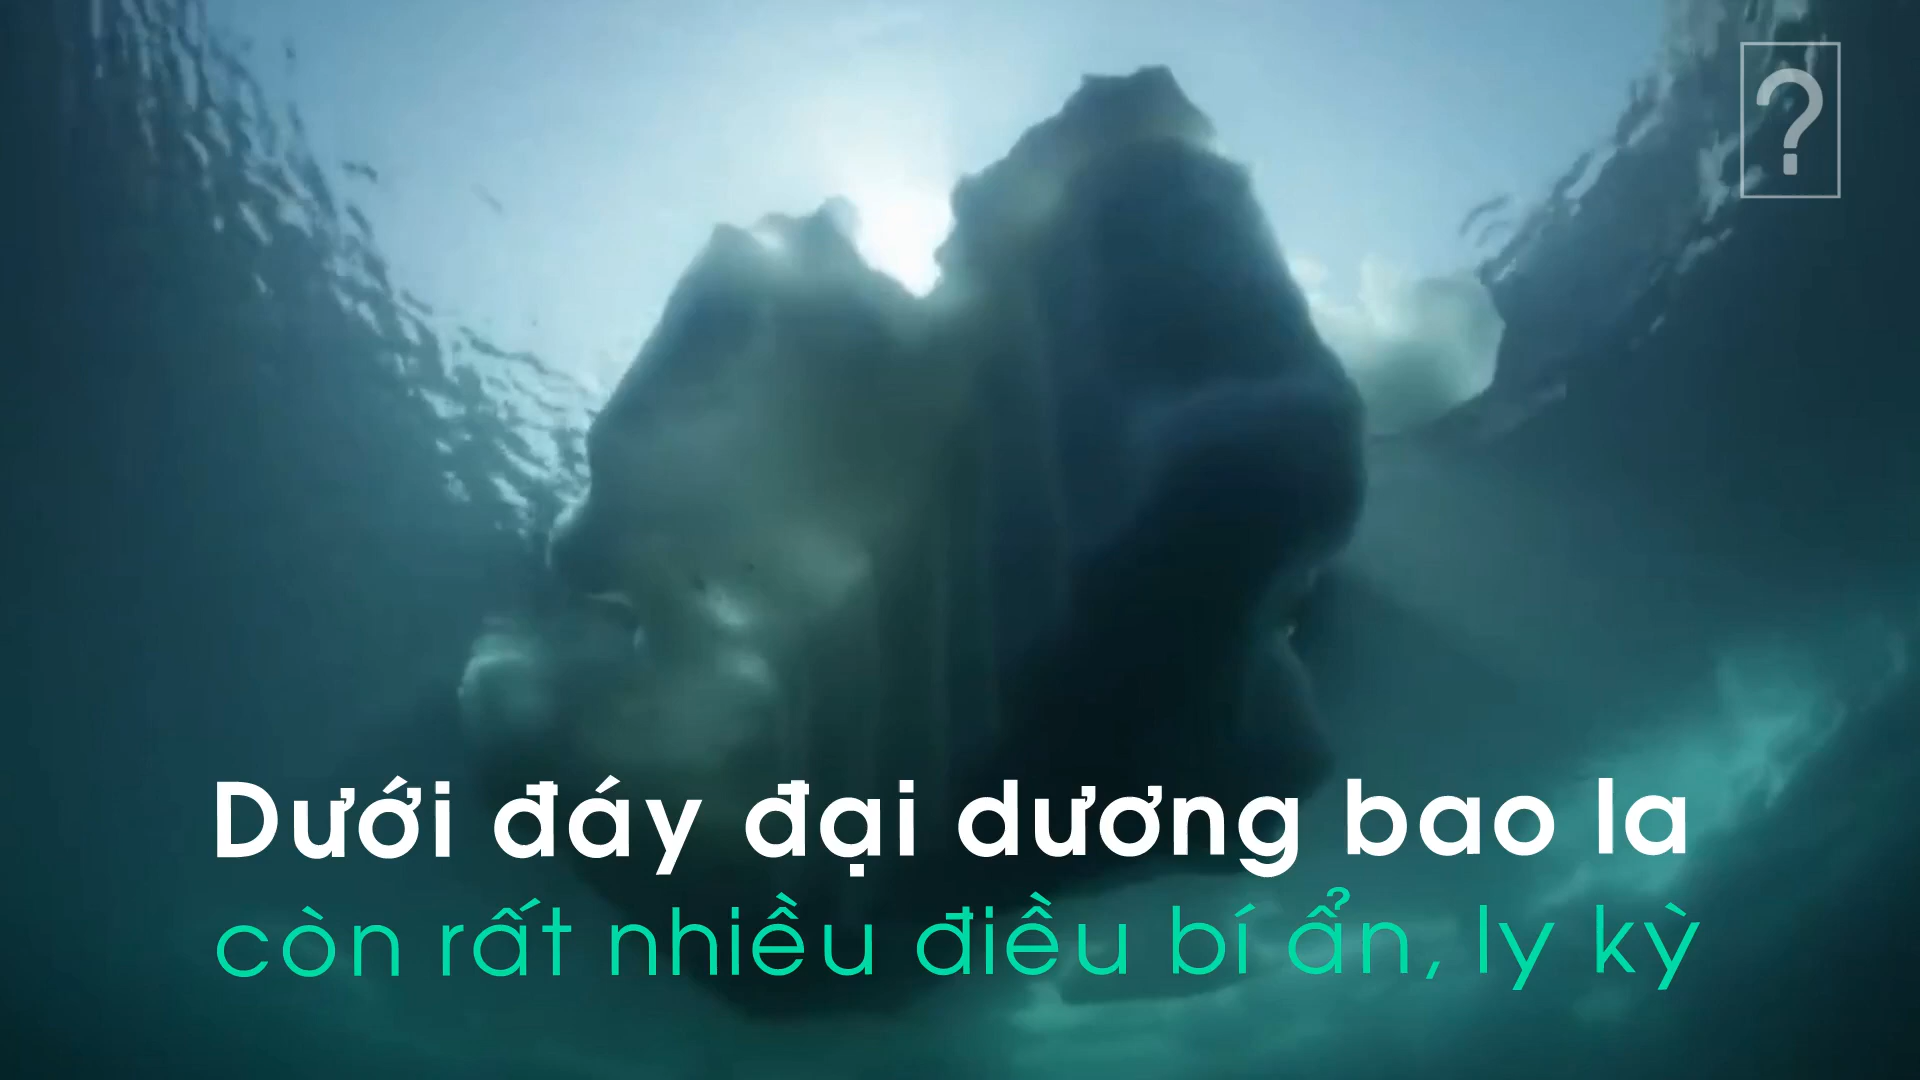 ?
Dưới đáy đại dương bao la
còn rất nhiều điều bí ẩn, ly kỳ